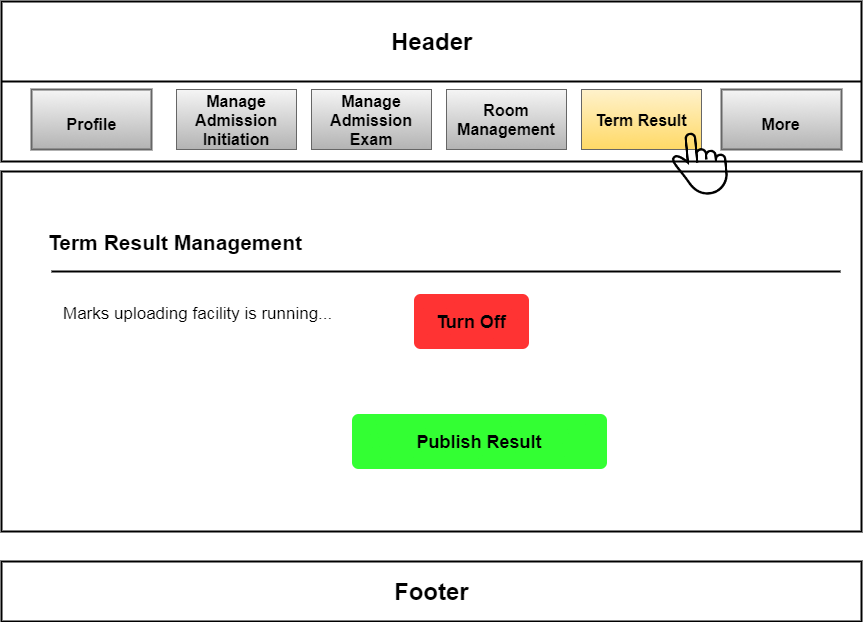 Header
Profile
Manage
Admission
Initiation
Manage
Admission
Exam
Room
Management
Term Result
More
Term Result Management
Marks uploading facility is running...
Turn Off
Publish Result
Footer